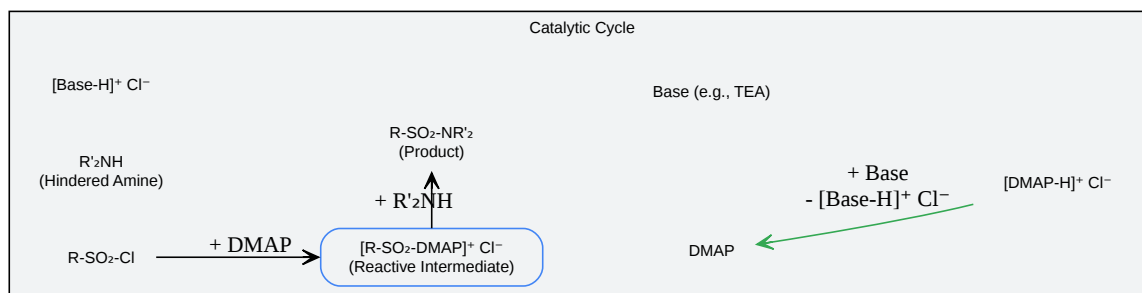 Catalytic Cycle
[Base-H]⁺ Cl⁻
Base (e.g., TEA)
R-SO₂-NR'₂
(Product)
R'₂NH
(Hindered Amine)
+ Base
- [Base-H]⁺ Cl⁻
[DMAP-H]⁺ Cl⁻
+ R'₂NH
+ DMAP
R-SO₂-Cl
[R-SO₂-DMAP]⁺ Cl⁻
(Reactive Intermediate)
DMAP